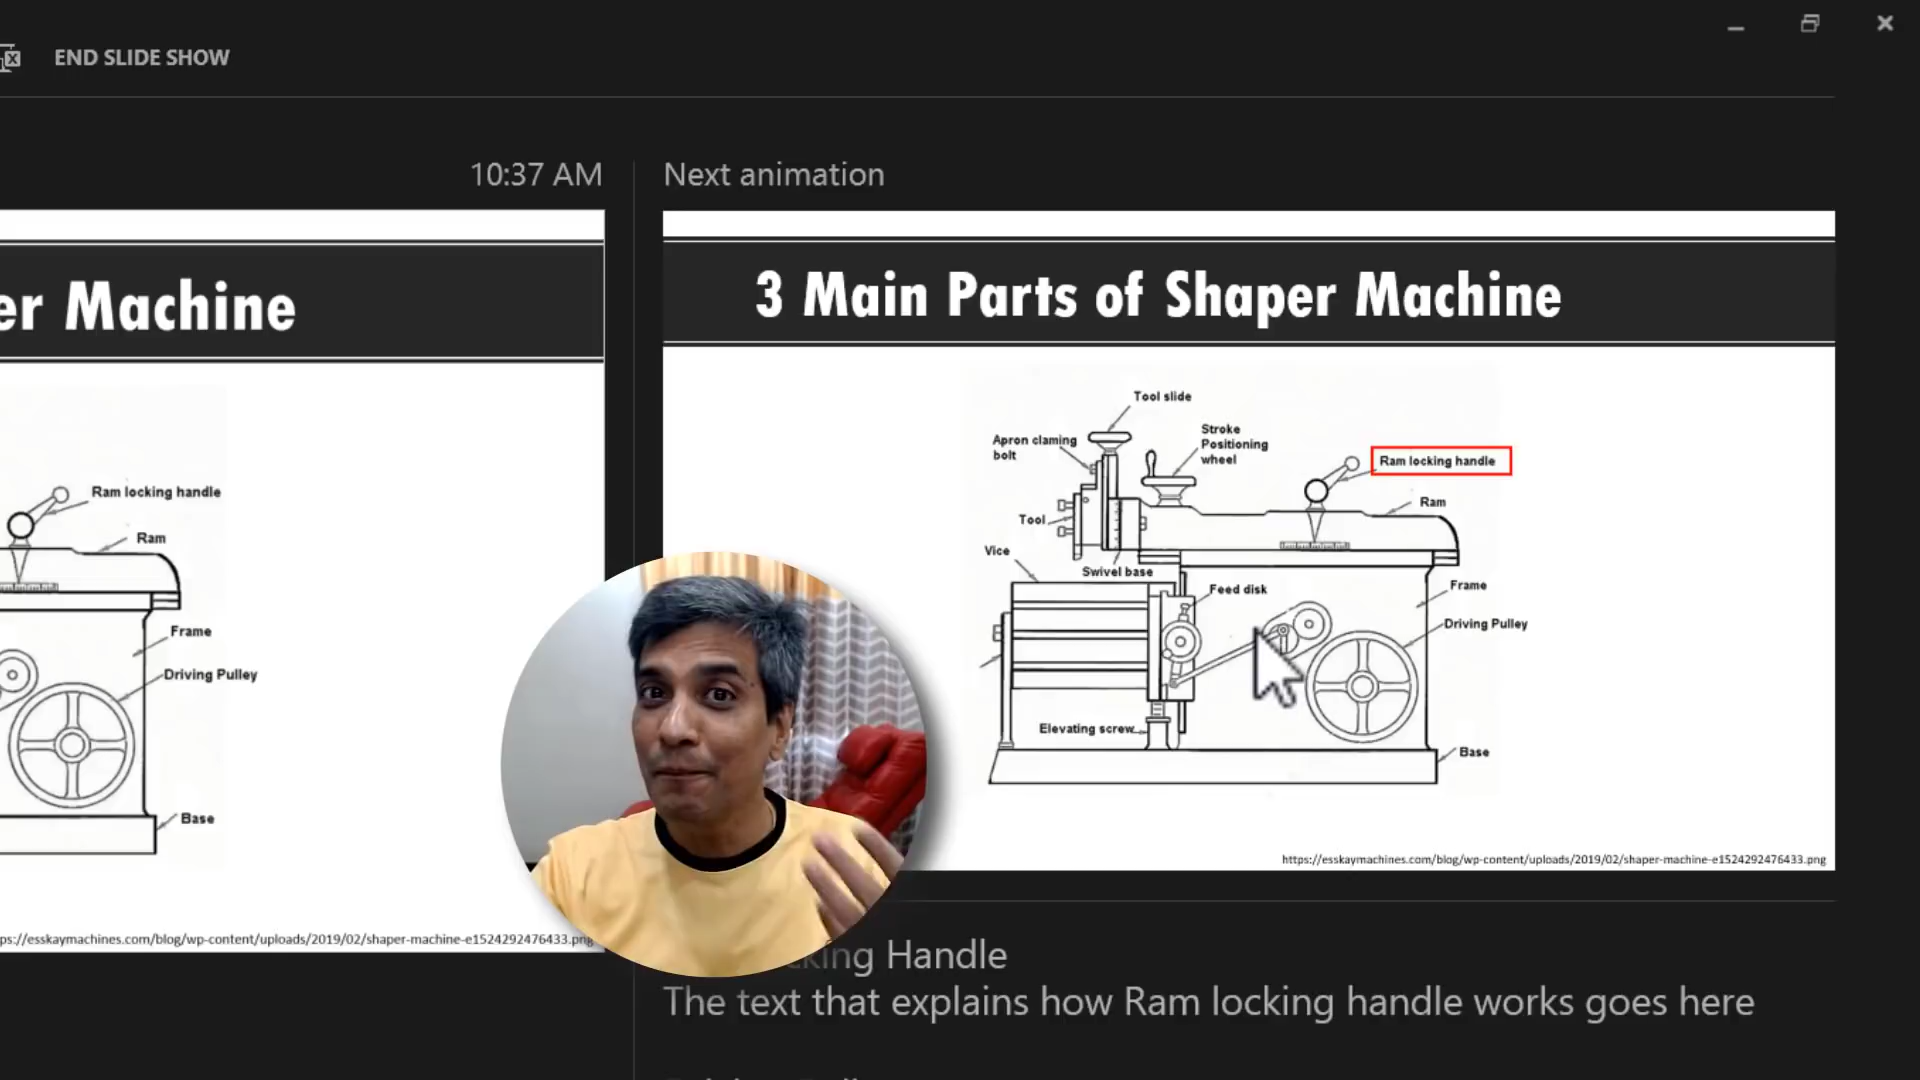 END SLIDE SHOW
10:37 AM
Next animation
er Machine
Ram locking handle
Ram
Frame
Driving Pulley
Base
ps://esskaymachines.com/blog/wp-content/uploads/2019/02/shaper-machine-e1524292476433.png
3 Main Parts of Shaper Machine
Tool slide
Apron claming
bolt
Stroke
Positioning
wheel
Ram locking handle
Ram
Tool
Vice
Swivel base
Feed disk
Frame
Driving Pulley
Elevating screw
Base
https://esskaymachines.com/blog/wp-content/uploads/2019/02/shaper-machine-e1524292476433.png
king Handle
The text that explains how Ram locking handle works goes here